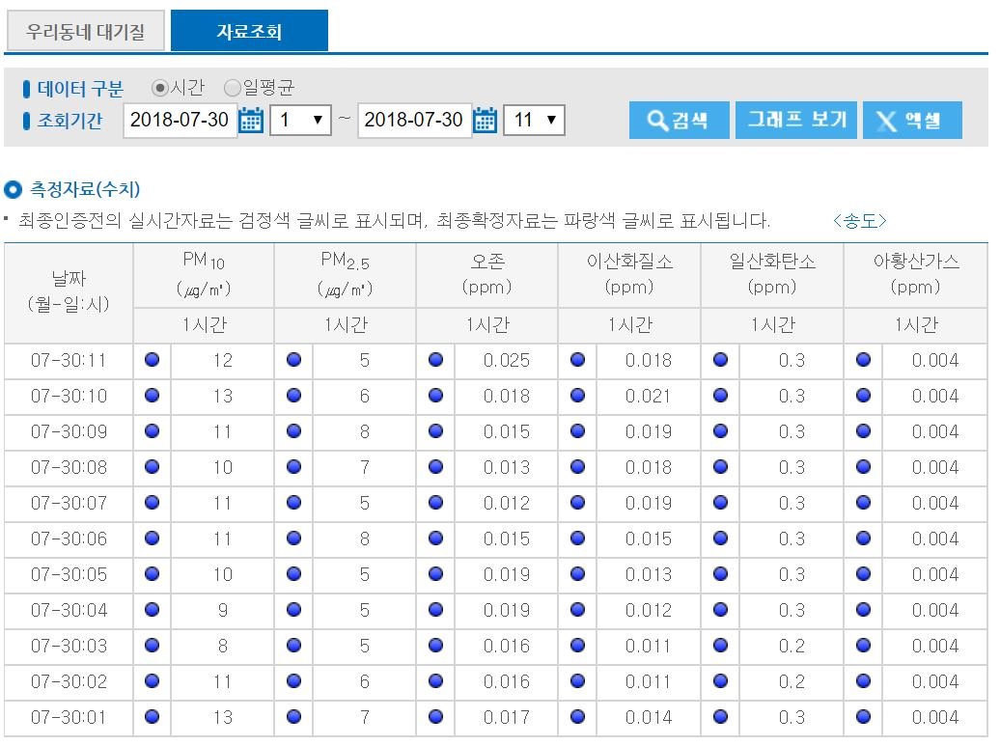 우리동네 대기질 자료조회
데이터 구분 시간 일평균
조회기간 2018-07-30 1 ▼ ~ 2018-07-30 11 ▼ 검색 그래프 보기 X 엑셀
측정자료(수치)
최종인증전의 실시간자료는 검정색 글씨로 표시되며, 최종확정자료는 파랑색 글씨로 표시됩니다. <송도>
날짜 (월-일:시) PM10 (㎍/㎥) PM2.5 (㎍/㎥) 오존 (ppm) 이산화질소 (ppm) 일산화탄소 (ppm) 아황산가스 (ppm)
1시간 1시간 1시간 1시간 1시간 1시간
07-30:11 12 5 0.025 0.018 0.3 0.004
07-30:10 13 6 0.018 0.021 0.3 0.004
07-30:09 11 8 0.015 0.019 0.3 0.004
07-30:08 10 7 0.013 0.018 0.3 0.004
07-30:07 11 5 0.012 0.019 0.3 0.004
07-30:06 11 8 0.015 0.015 0.3 0.004
07-30:05 10 5 0.019 0.013 0.3 0.004
07-30:04 9 5 0.019 0.012 0.3 0.004
07-30:03 8 5 0.016 0.011 0.2 0.004
07-30:02 11 6 0.016 0.011 0.2 0.004
07-30:01 13 7 0.017 0.014 0.3 0.004